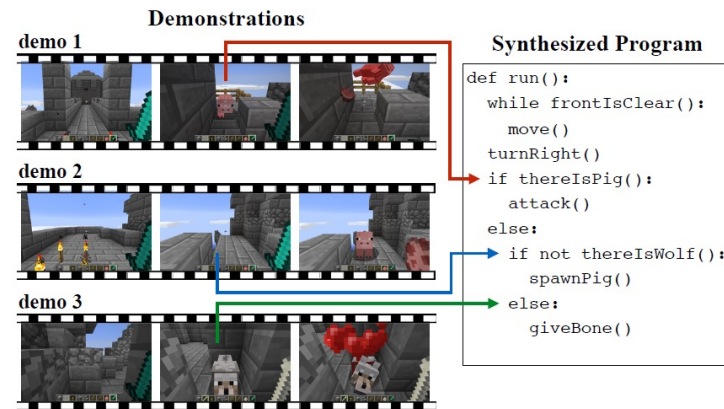 Demonstrations
demo 1
demo 2
demo 3
Synthesized Program
def run():
  while frontIsClear():
    move()
  turnRight()
  if thereIsPig():
    attack()
  else:
    if not thereIsWolf():
      spawnPig()
    else:
      giveBone()